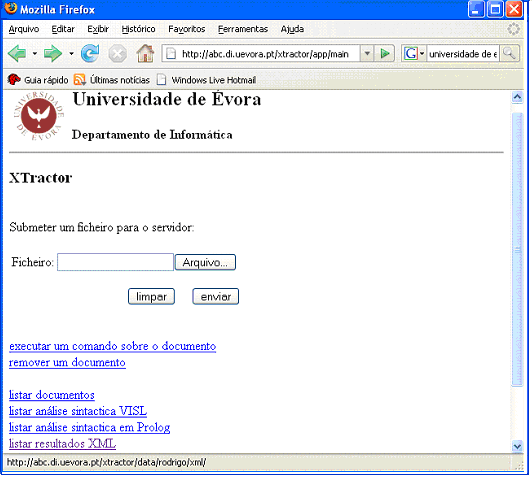 Mozilla Firefox
Arquivo Editar Exibir Histórico Favoritos Ferramentas Ajuda
http://abc.di.uevora.pt/xtractor/app/main G universidade de é
Guia rápido Últimas notícias Windows Live Hotmail
UNIVERSIDADE DE ÉVORA
Universidade de Évora
Departamento de Informática
XTractor
Submeter um ficheiro para o servidor:
Ficheiro: Arquivo...
limpar enviar
executar um comando sobre o documento
remover um documento
listar documentos
listar análise sintactica VISL
listar análise sintactica em Prolog
listar resultados XML
http://abc.di.uevora.pt/xtractor/data/rodrigo/xml/